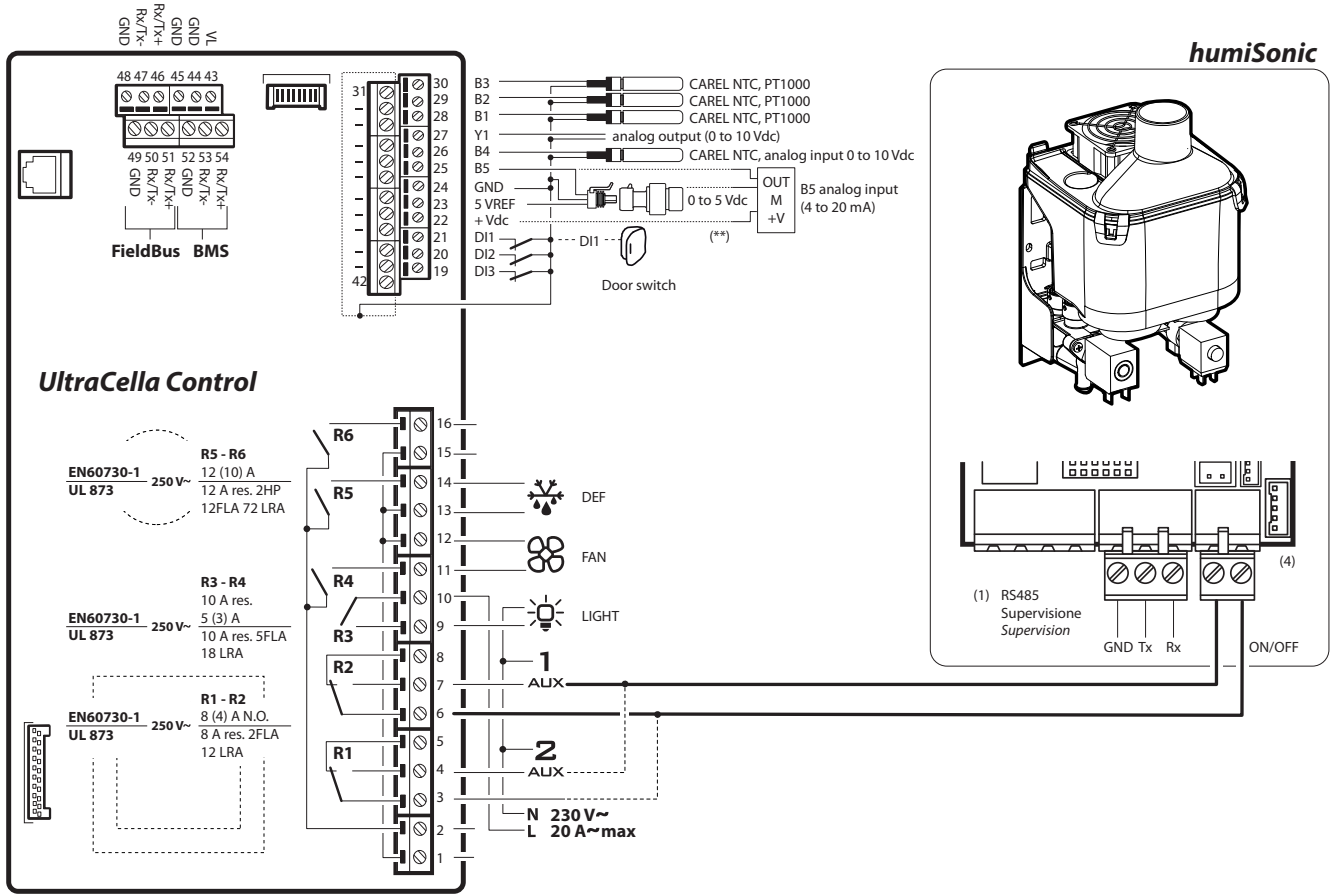 GND
Rx/Tx-
Rx/Tx+
GND
GND
VL
48 47 46 45 44 43
49 50 51 52 53 54
GND
Rx/Tx-
Rx/Tx+
GND
Rx/Tx-
Rx/Tx+
FieldBus BMS
31
42
30 B3 CAREL NTC, PT1000
29 B2 CAREL NTC, PT1000
28 B1 CAREL NTC, PT1000
27 Y1 analog output (0 to 10 Vdc)
26 B4 CAREL NTC, analog input 0 to 10 Vdc
25 B5
24 GND
23 5 VREF 0 to 5 Vdc
22 + Vdc (**)
21 DI1 DI1
20 DI2
19 DI3
Door switch
OUT
M
+V
B5 analog input
(4 to 20 mA)
humiSonic
UltraCella Control
R5 - R6
EN60730-1
UL 873
250 V~
12 (10) A
12 A res. 2HP
12FLA 72 LRA
R3 - R4
EN60730-1
UL 873
250 V~
10 A res.
5 (3) A
10 A res. 5FLA
18 LRA
R1 - R2
EN60730-1
UL 873
250 V~
8 (4) A N.O.
8 A res. 2FLA
12 LRA
R6
R5
R4
R3
R2
R1
16
15
14
13
12
11
10
9
8
7
6
5
4
3
2
1
DEF
FAN
LIGHT
1
AUX
2
AUX
N 230 V~
L 20 A~max
(1) RS485
Supervisione
Supervision
GND Tx Rx
ON/OFF
(4)